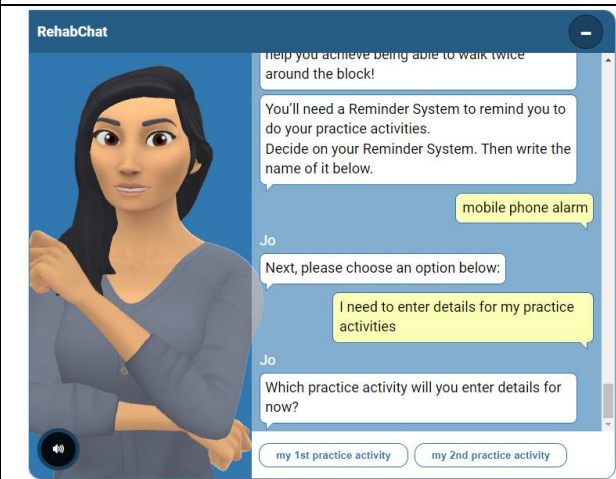 RehabChat
help you achieve being able to walk twice
around the block!
You'll need a Reminder System to remind you to
do your practice activities.
Decide on your Reminder System. Then write the
name of it below.
mobile phone alarm
Jo
Next, please choose an option below:
I need to enter details for my practice
activities
Jo
Which practice activity will you enter details for
now?
my 1st practice activity
my 2nd practice activity